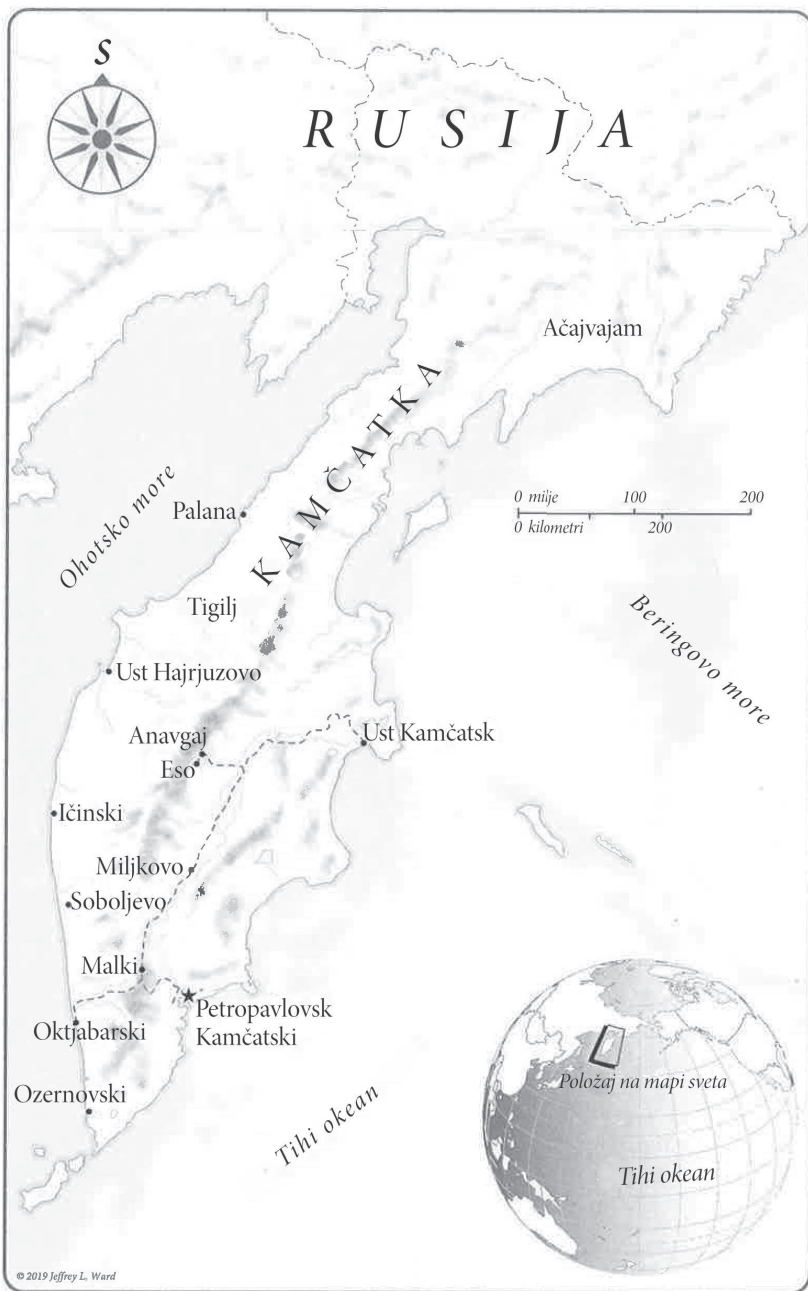 S
RUSIJA
Ačajvajam
KAMČATKA
Ohotsko more
Palana
0 milje 100 200
0 kilometri 200
Tigilj
Beringovo more
Ust Hajrjuzovo
Anavgaj
Ust Kamčatsk
Eso
Ičinski
Miljkovo
Soboljevo
Malki
Petropavlovsk
Kamčatski
Oktjabarski
Položaj na mapi sveta
Ozernovski
Tihi okean
Tihi okean
© 2019 Jeffrey L. Ward